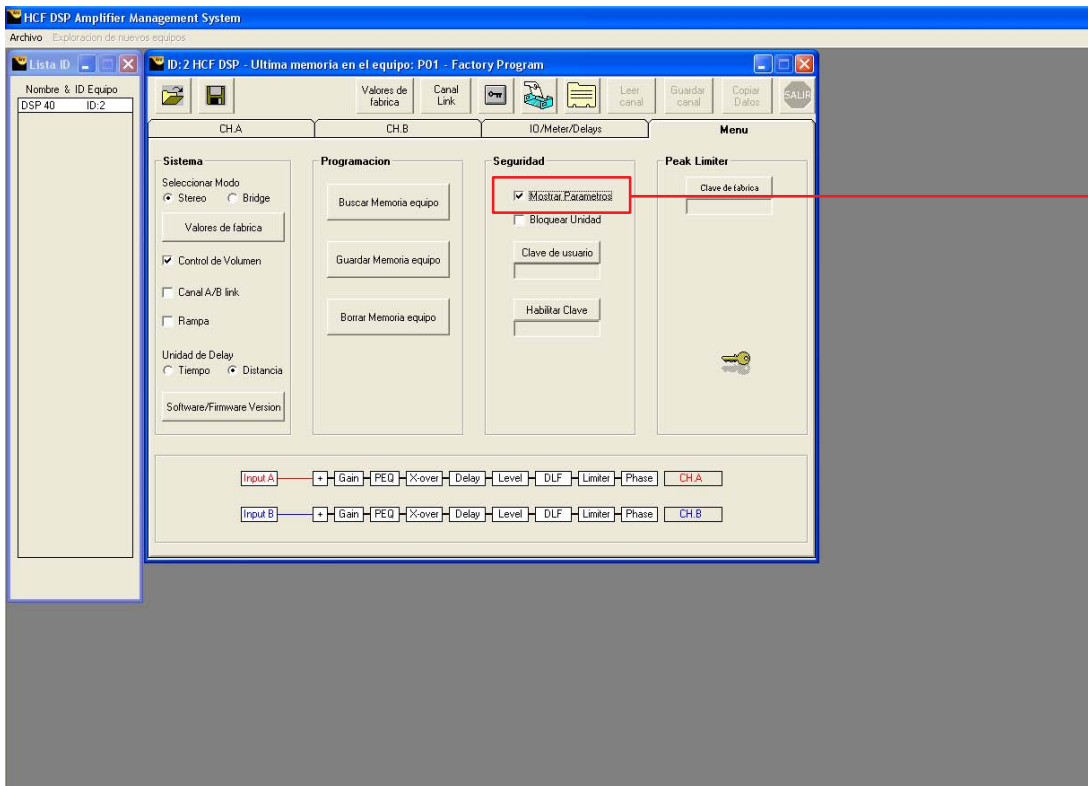 HCF DSP Amplifier Management System
Archivo Exploracion de nuevos equipos
Lista ID
Nombre & ID Equipo
DSP 40 ID:2
ID:2 HCF DSP - Ultima memoria en el equipo: P01 - Factory Program
Valores de fabrica
Canal Link
Leer canal
Guardar canal
Copiar Datos
SALIR
CH.A
CH.B
IO/Meter/Delays
Menu
Sistema
Seleccionar Modo
Stereo Bridge
Valores de fabrica
Control de Volumen
Canal A/B link
Rampa
Unidad de Delay
Tiempo Distancia
Software/Firmware Version
Programacion
Buscar Memoria equipo
Guardar Memoria equipo
Borrar Memoria equipo
Seguridad
Mostrar Parametros
Bloquear Unidad
Clave de usuario
Habilitar Clave
Peak Limiter
Clave de fabrica
Input A + Gain PEQ X-over Delay Level DLF Limiter Phase CH.A
Input B + Gain PEQ X-over Delay Level DLF Limiter Phase CH.B